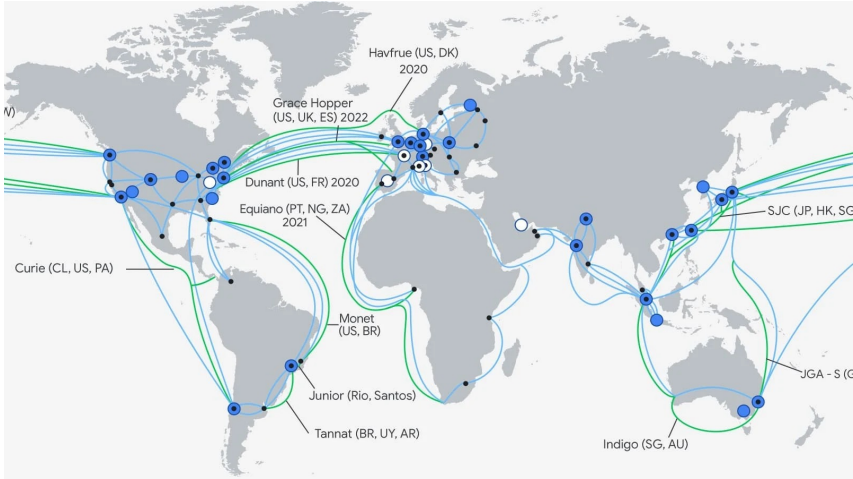 Havfrue (US, DK)
2020
Grace Hopper
(US, UK, ES) 2022
W)
Dunant (US, FR) 2020
Equiano (PT, NG, ZA)
2021
SJC (JP, HK, SG
Curie (CL, US, PA)
Monet
(US, BR)
JGA - S (G
Junior (Rio, Santos)
Tannat (BR, UY, AR)
Indigo (SG, AU)